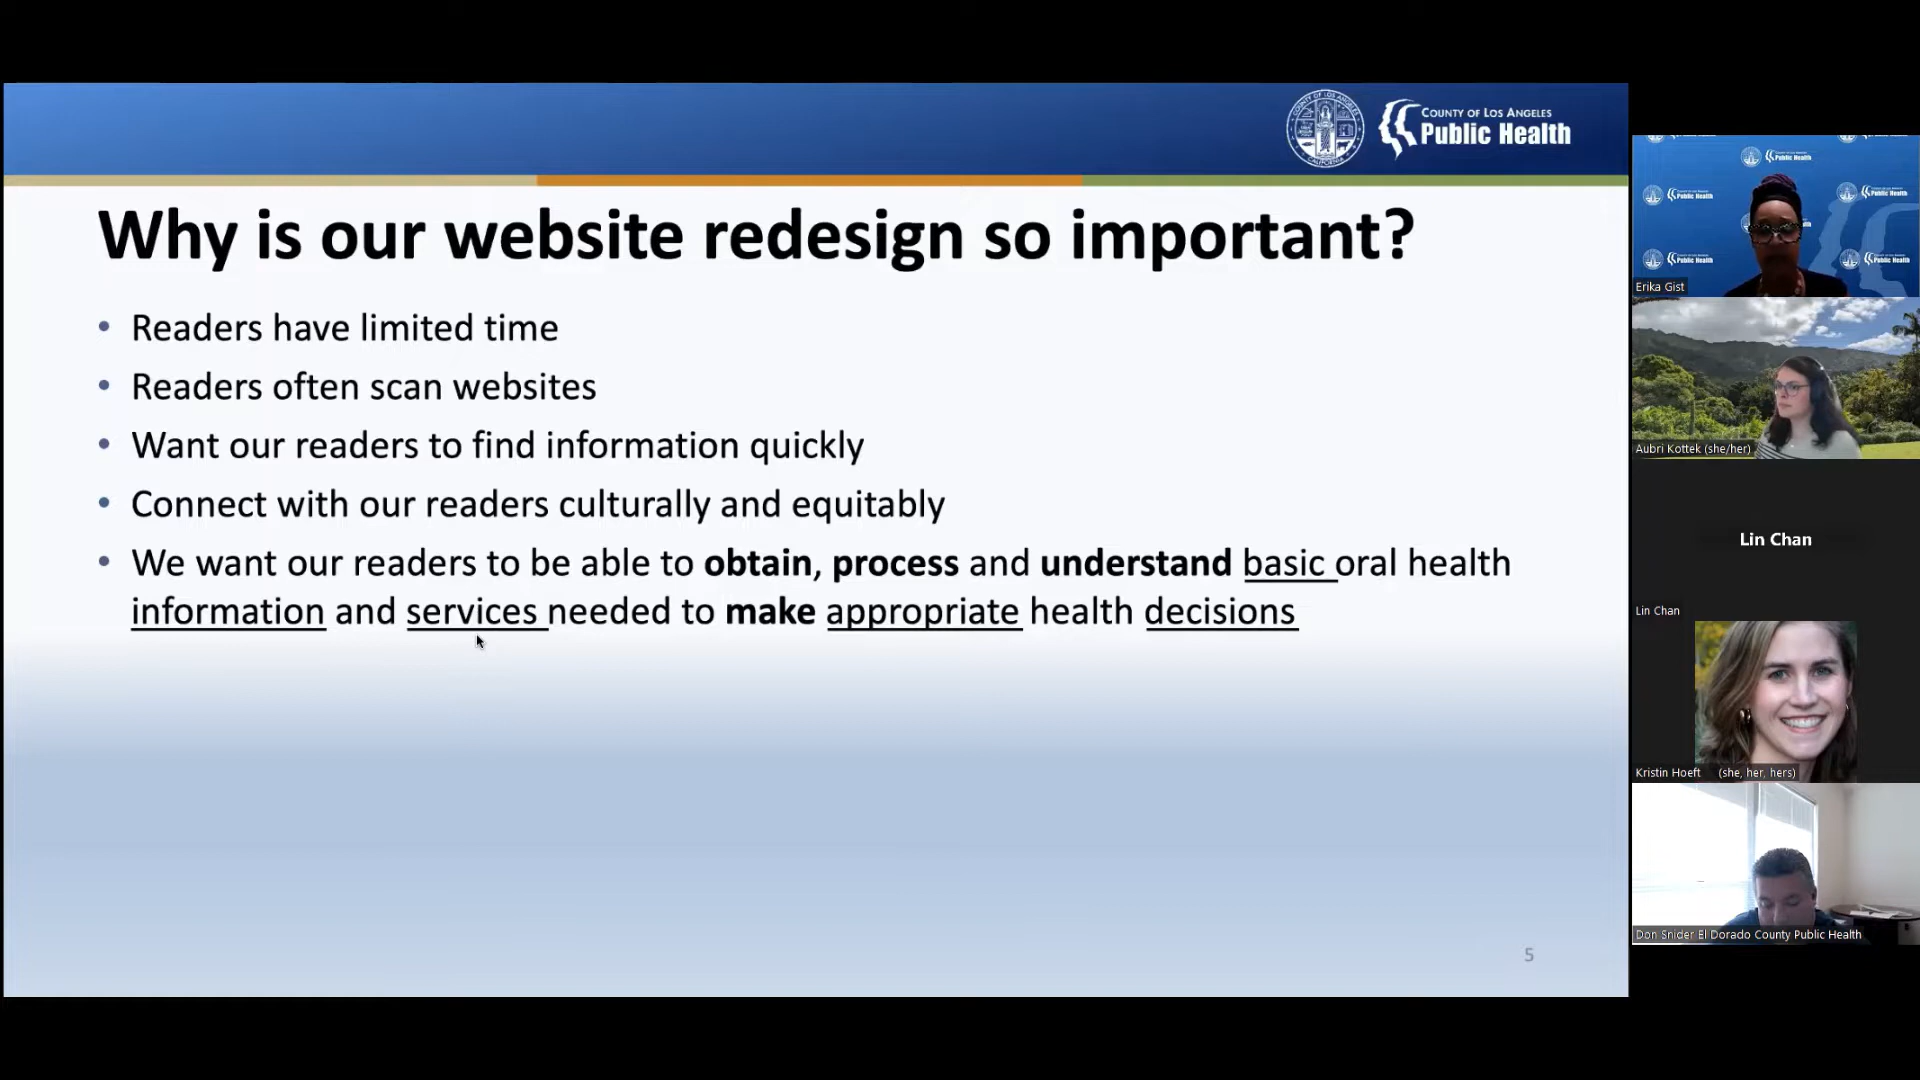 COUNTY OF LOS ANGELES
Public Health
Why is our website redesign so important?
• Readers have limited time
• Readers often scan websites
• Want our readers to find information quickly
• Connect with our readers culturally and equitably
• We want our readers to be able to obtain, process and understand basic oral health
information and services needed to make appropriate health decisions
5
Erika Gist
Aubri Kottek (she/her)
Lin Chan
Lin Chan
Kristin Hoeft (she, her, hers)
Don Snider El Dorado County Public Health